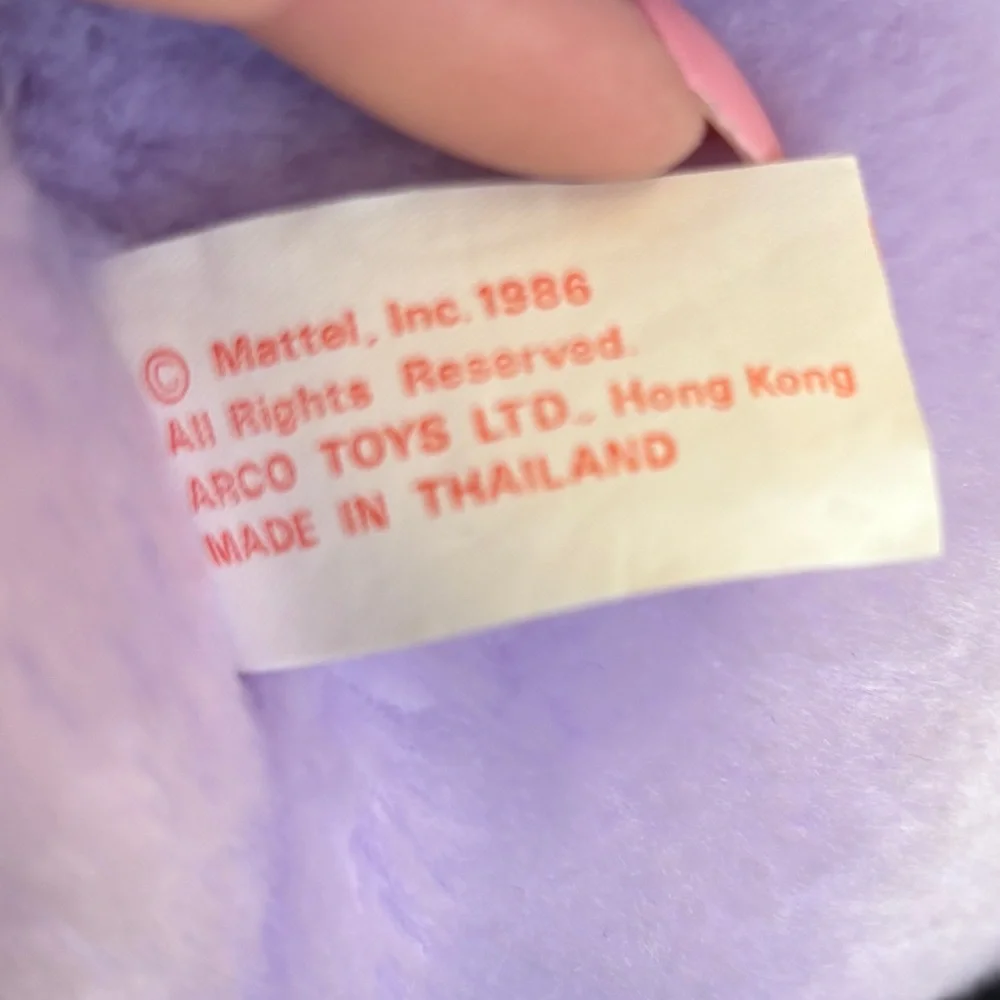 © Mattel, Inc. 1986
All Rights Reserved.
ARCO TOYS LTD., Hong Kong
MADE IN THAILAND